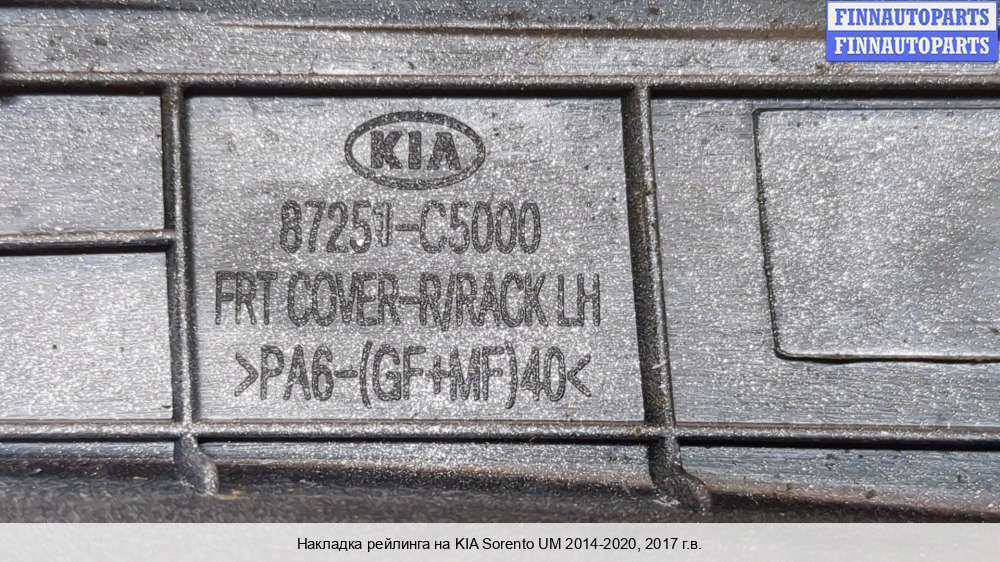 FINNAUTOPARTS
FINNAUTOPARTS
KIA
87251-C5000
FRT COVER-R/RACK LH
>PA6-(GF+MF)40<
Накладка рейлинга на KIA Sorento UM 2014-2020, 2017 г.в.